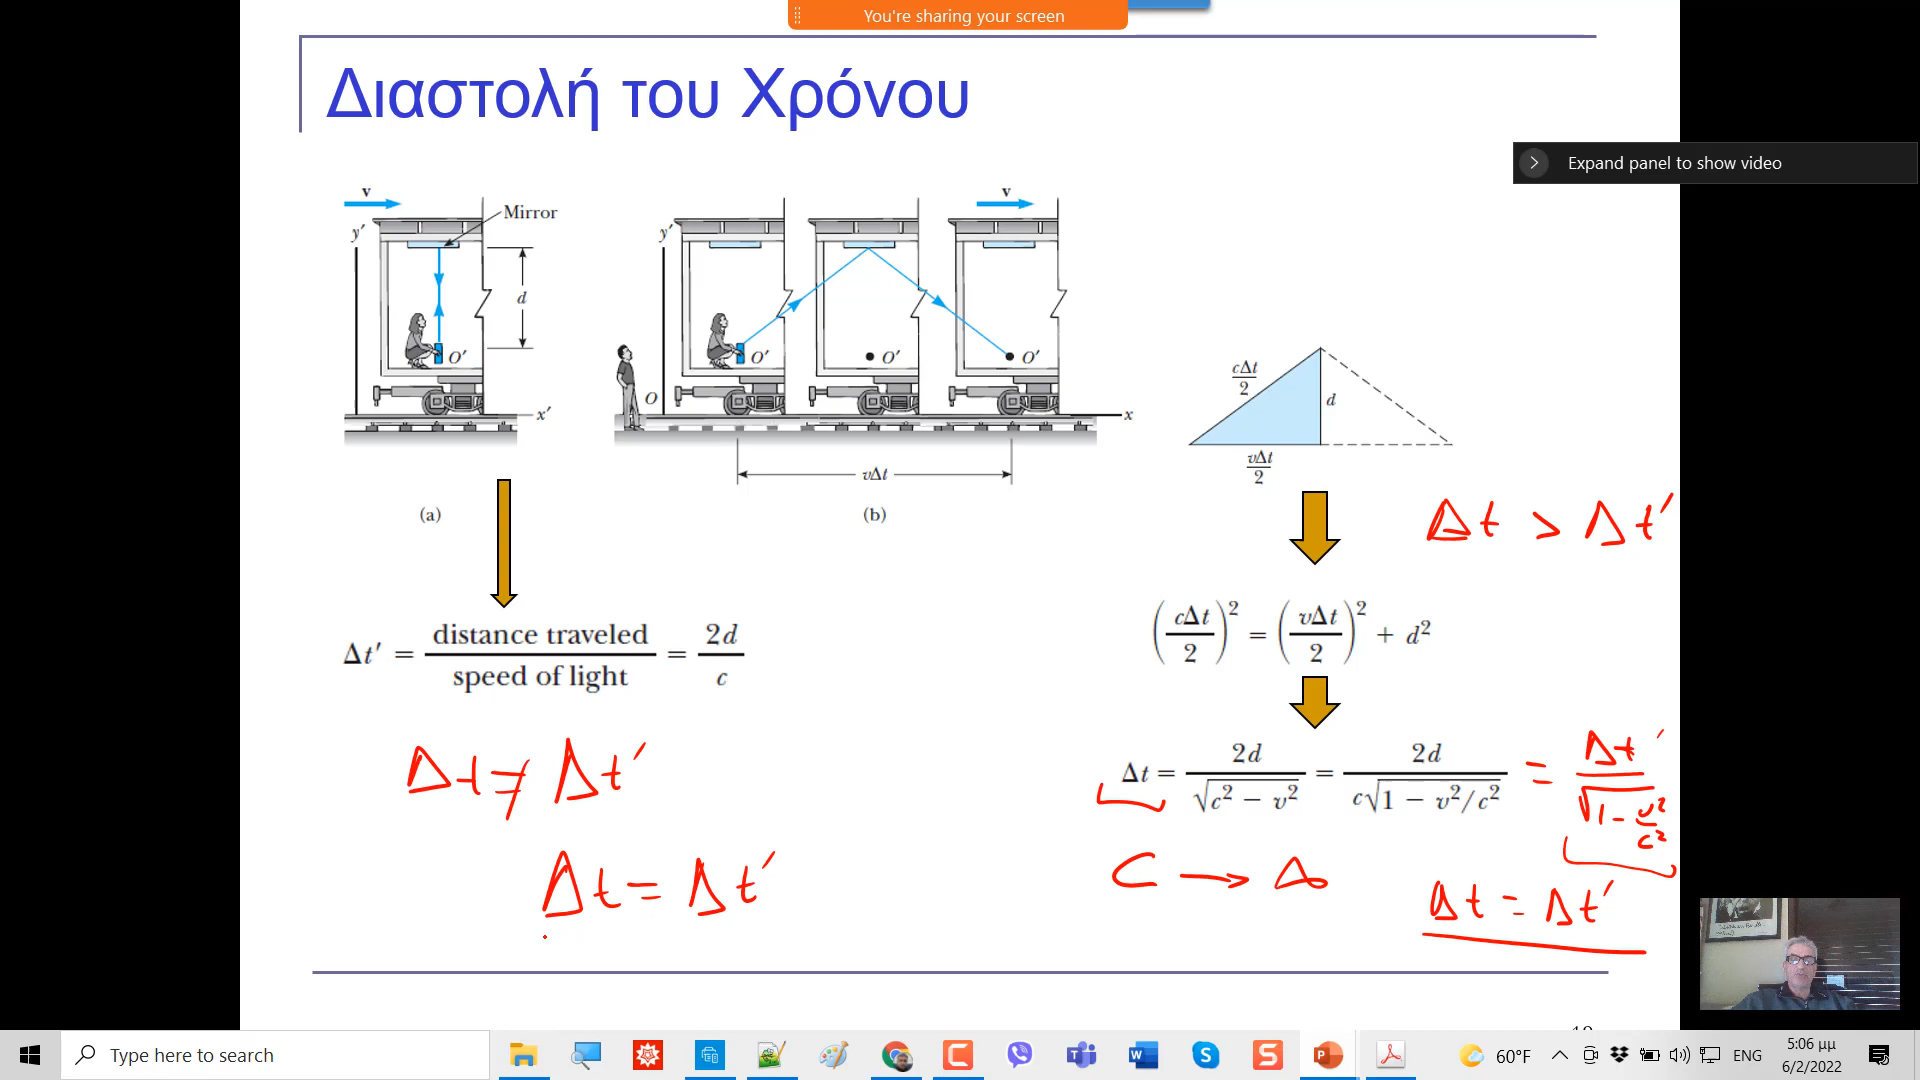 You're sharing your screen
Διαστολή του Χρόνου
Expand panel to show video
v
Mirror
y′
d
O′
x′
(a)
v
y′
O′
O′
O′
O
x
vΔt
(b)
cΔt/2
d
vΔt/2
Δt > Δt′
Δt′ = distance traveled / speed of light = 2d / c
(cΔt/2)² = (vΔt/2)² + d²
Δt = 2d / √c² − v² = 2d / c√1 − v²/c² = Δt′ / √1 − v²/c²
Δt ≠ Δt′
Δt = Δt′
C → ∞
Δt = Δt′
Type here to search
60°F
ENG
5:06 μμ
6/2/2022